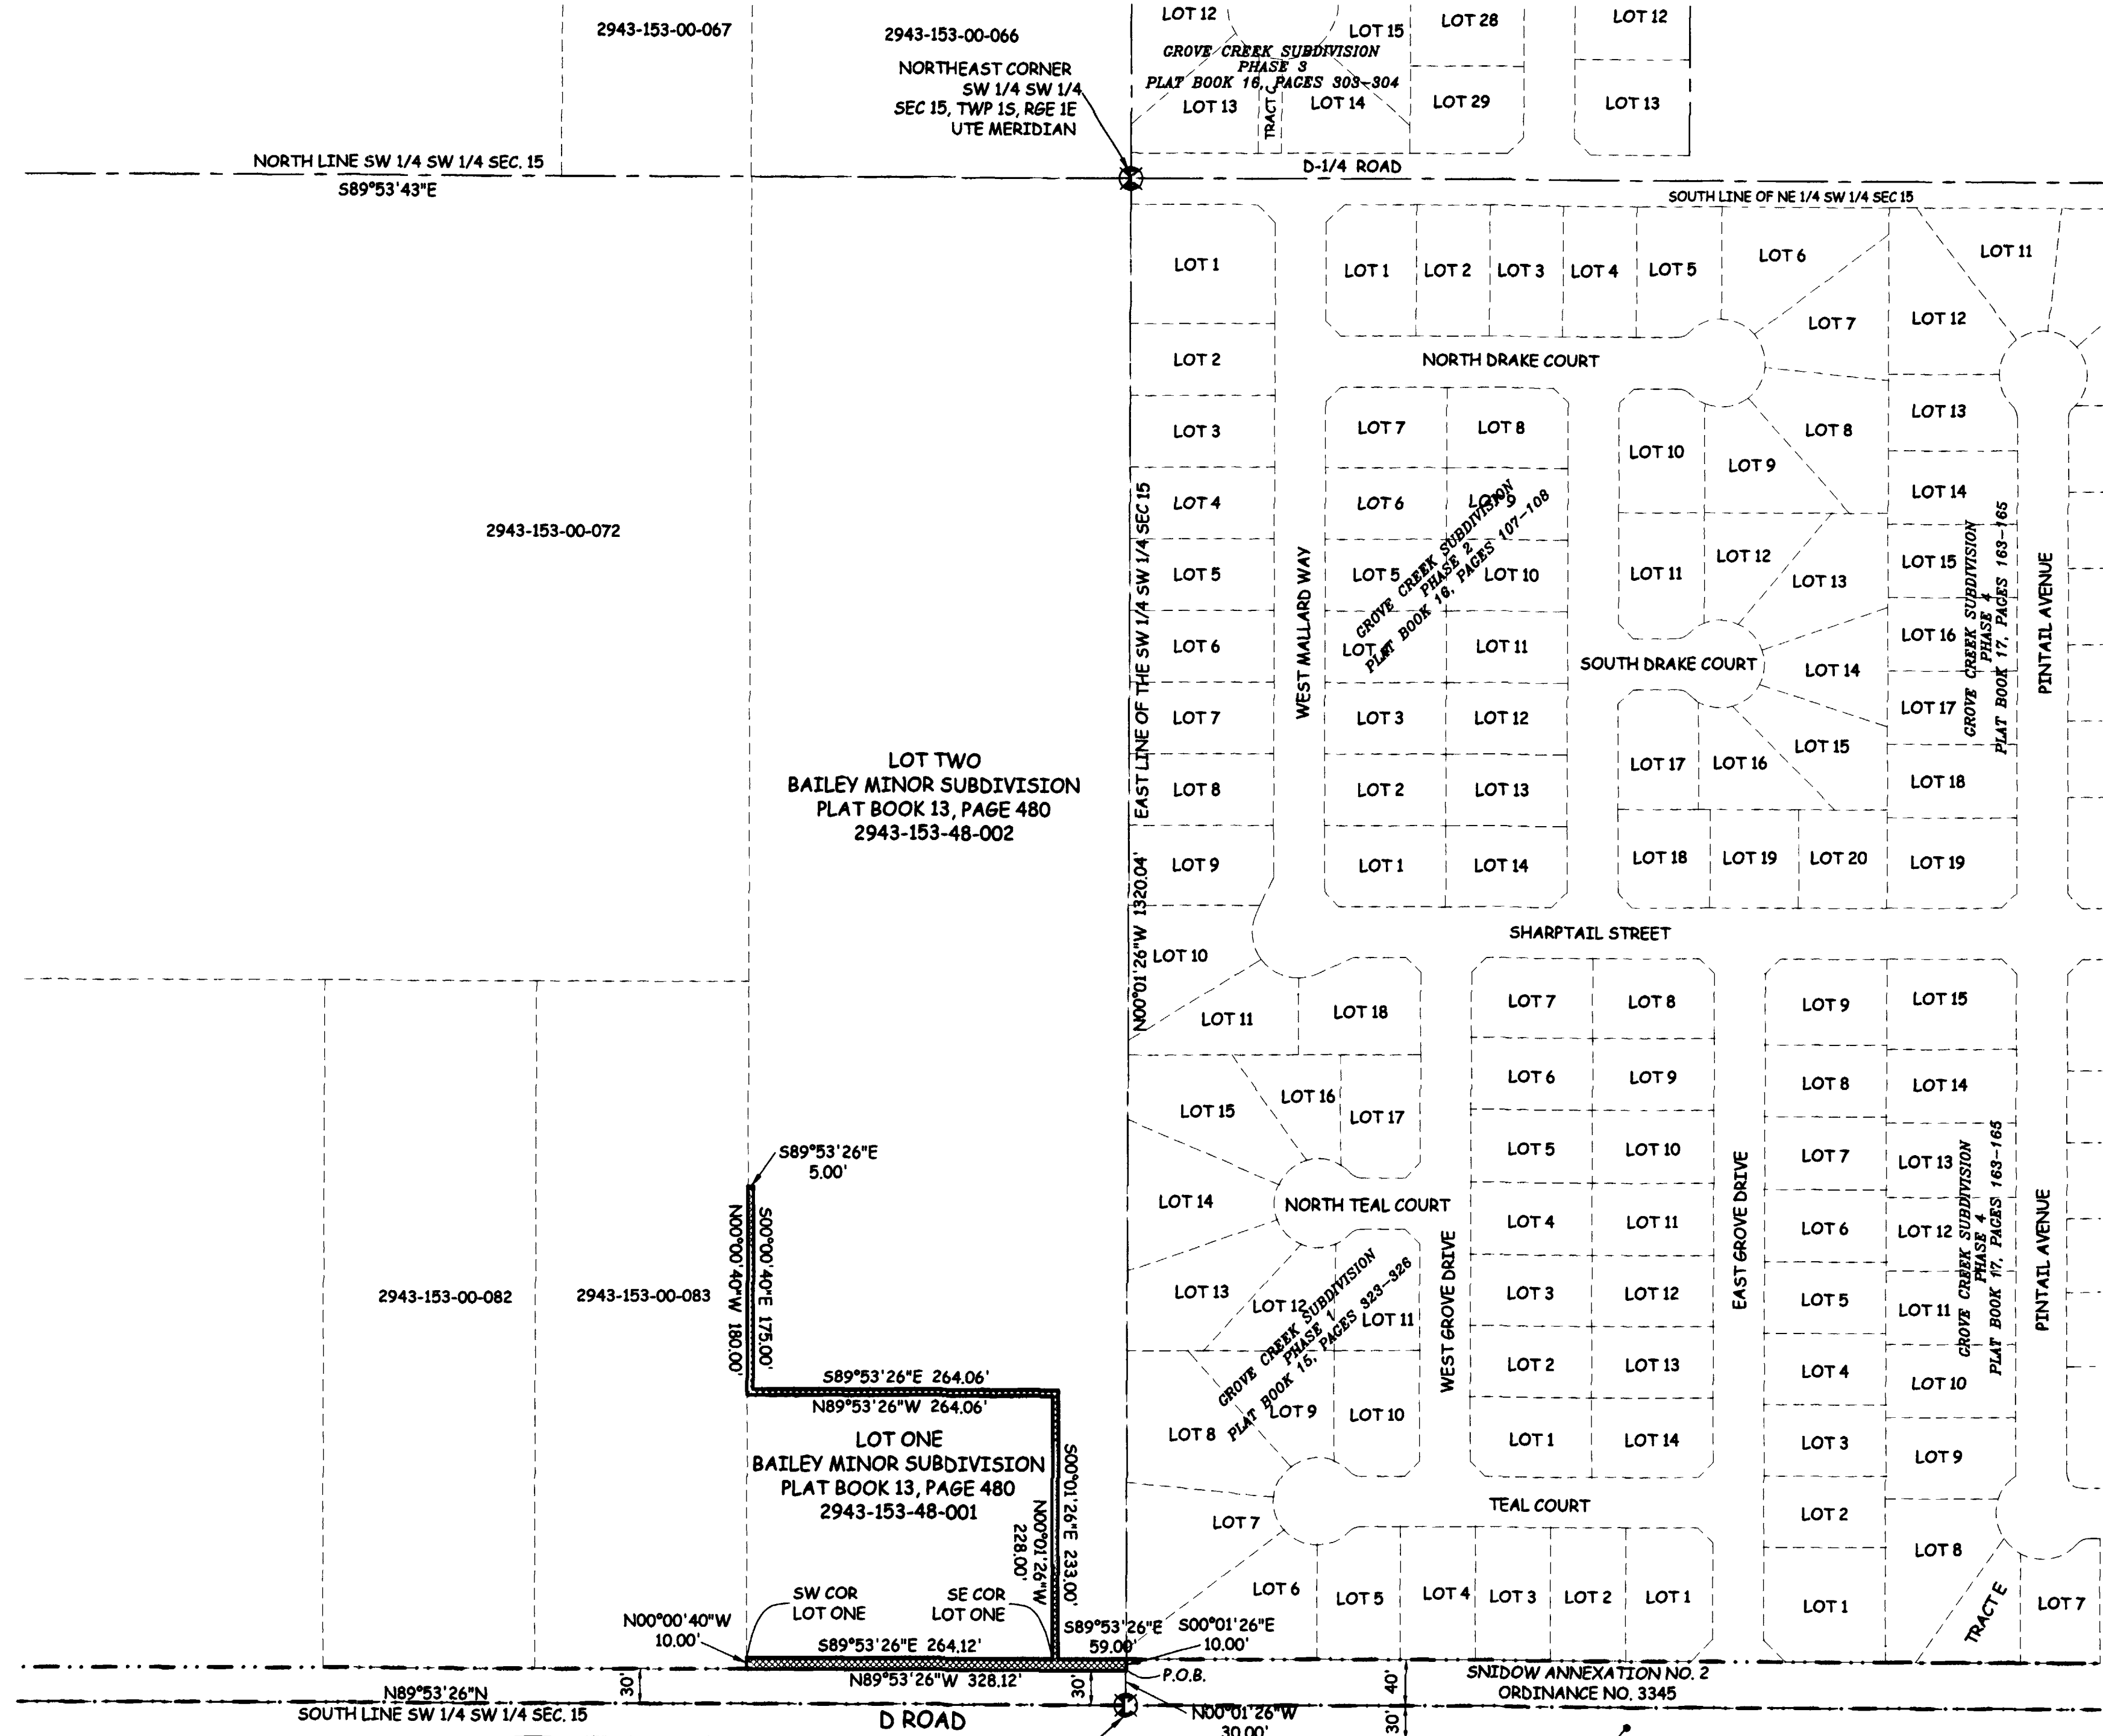 2943-153-00-067
2943-153-00-066
NORTHEAST CORNER
SW 1/4 SW 1/4
SEC 15, TWP 1S, RGE 1E
UTE MERIDIAN
LOT 12
LOT 15
LOT 28
LOT 12
GROVE CREEK SUBDIVISION
PHASE 3
PLAT BOOK 16, PAGES 303-304
LOT 13
TRACT C
LOT 14
LOT 29
LOT 13
NORTH LINE SW 1/4 SW 1/4 SEC. 15
S89°53'43"E
D-1/4 ROAD
SOUTH LINE OF NE 1/4 SW 1/4 SEC 15
LOT 1
LOT 2
LOT 3
LOT 4
LOT 5
LOT 6
LOT 7
LOT 8
LOT 9
LOT 10
LOT 11
LOT 18
EAST LINE OF THE SW 1/4 SW 1/4 SEC 15
N00°01'26"W 1320.04'
WEST MALLARD WAY
LOT 1
LOT 2
LOT 3
LOT 4
LOT 5
LOT 6
LOT 7
LOT 8
LOT 9
LOT 10
NORTH DRAKE COURT
LOT 7
LOT 8
LOT 6
LOT 9
LOT 5
LOT 10
LOT
LOT 11
LOT 3
LOT 12
LOT 2
LOT 13
LOT 1
LOT 14
GROVE CREEK SUBDIVISION
PHASE 2
PLAT BOOK 16, PAGES 107-108
LOT 11
LOT 12
LOT 13
SOUTH DRAKE COURT
LOT 14
LOT 15
LOT 16
LOT 17
LOT 18
LOT 19
LOT 20
LOT 11
LOT 12
LOT 13
LOT 14
LOT 15
LOT 16
LOT 17
LOT 18
LOT 19
GROVE CREEK SUBDIVISION
PHASE 4
PLAT BOOK 17, PAGES 163-165
PINTAIL AVENUE
2943-153-00-072
LOT TWO
BAILEY MINOR SUBDIVISION
PLAT BOOK 13, PAGE 480
2943-153-48-002
SHARPTAIL STREET
LOT 15
LOT 16
LOT 17
LOT 14
NORTH TEAL COURT
LOT 13
LOT 12
LOT 11
GROVE CREEK SUBDIVISION
PHASE 1
PLAT BOOK 15, PAGES 323-326
LOT 8
LOT 9
LOT 10
WEST GROVE DRIVE
LOT 7
LOT 8
LOT 6
LOT 9
LOT 5
LOT 10
LOT 4
LOT 11
LOT 3
LOT 12
LOT 2
LOT 13
LOT 1
LOT 14
EAST GROVE DRIVE
LOT 9
LOT 15
LOT 8
LOT 14
LOT 7
LOT 13
LOT 6
LOT 12
LOT 5
LOT 11
LOT 4
LOT 10
LOT 3
LOT 9
LOT 2
LOT 8
LOT 1
TRACT E
LOT 7
GROVE CREEK SUBDIVISION
PHASE 4
PLAT BOOK 17, PAGES 163-165
PINTAIL AVENUE
TEAL COURT
LOT 7
LOT 6
LOT 5
LOT 4
LOT 3
LOT 2
LOT 1
2943-153-00-082
2943-153-00-083
S89°53'26"E
5.00'
S00°00'40"E 175.00'
N00°00'40"W 180.00'
S89°53'26"E 264.06'
N89°53'26"W 264.06'
LOT ONE
BAILEY MINOR SUBDIVISION
PLAT BOOK 13, PAGE 480
2943-153-48-001
S00°01'26"E 233.00'
N00°01'26"W
228.00'
SW COR
LOT ONE
SE COR
LOT ONE
N00°00'40"W
10.00'
S89°53'26"E 264.12'
S89°53'26"E
59.00'
S00°01'26"E
10.00'
N89°53'26"W 328.12'
P.O.B.
30'
30'
40'
30'
SNIDOW ANNEXATION NO. 2
ORDINANCE NO. 3345
N89°53'26"N
SOUTH LINE SW 1/4 SW 1/4 SEC. 15
D ROAD
N00°01'26"W
30.00'